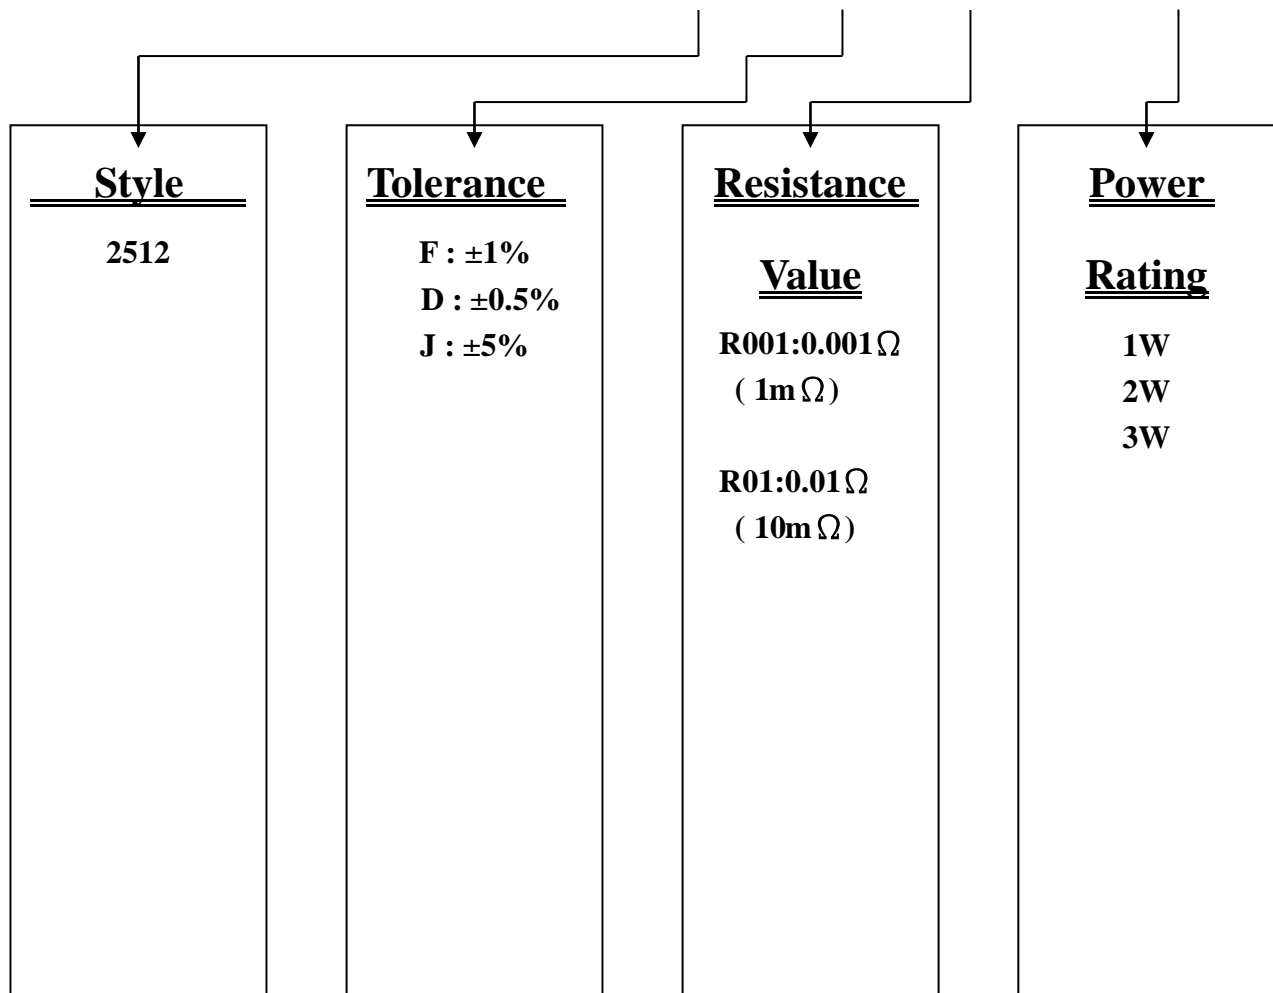 Style
2512
Tolerance
F : ±1%
D : ±0.5%
J : ±5%
Resistance
Value
R001:0.001Ω
( 1mΩ)
R01:0.01Ω
( 10mΩ)
Power
Rating
1W
2W
3W